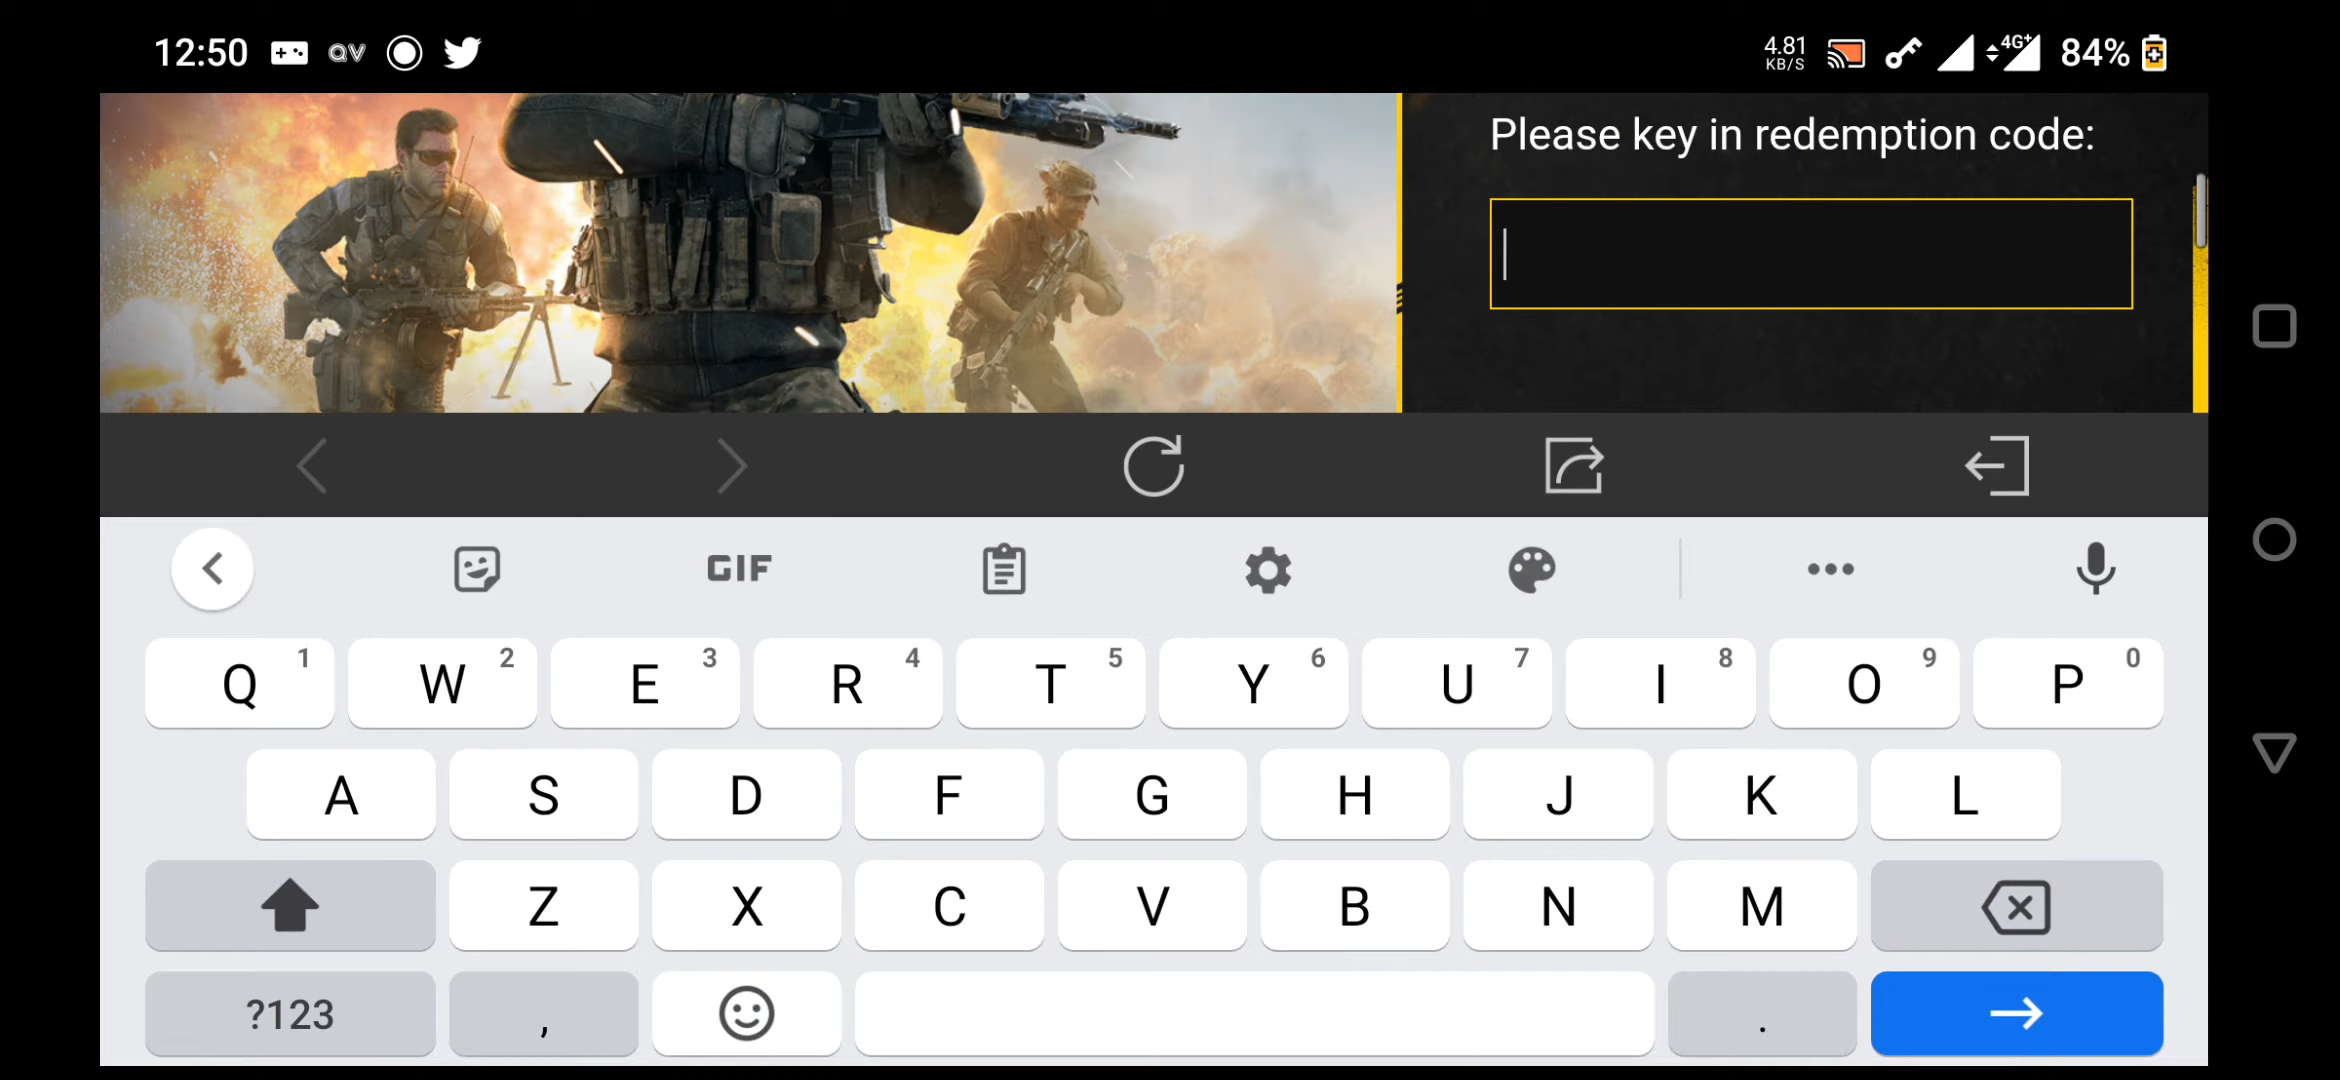 12:50
4.81
KB/S
4G+
84%
Please key in redemption code:
GIF
Q 1 W 2 E 3 R 4 T 5 Y 6 U 7 I 8 O 9 P 0
A S D F G H J K L
Z X C V B N M
?123 , .